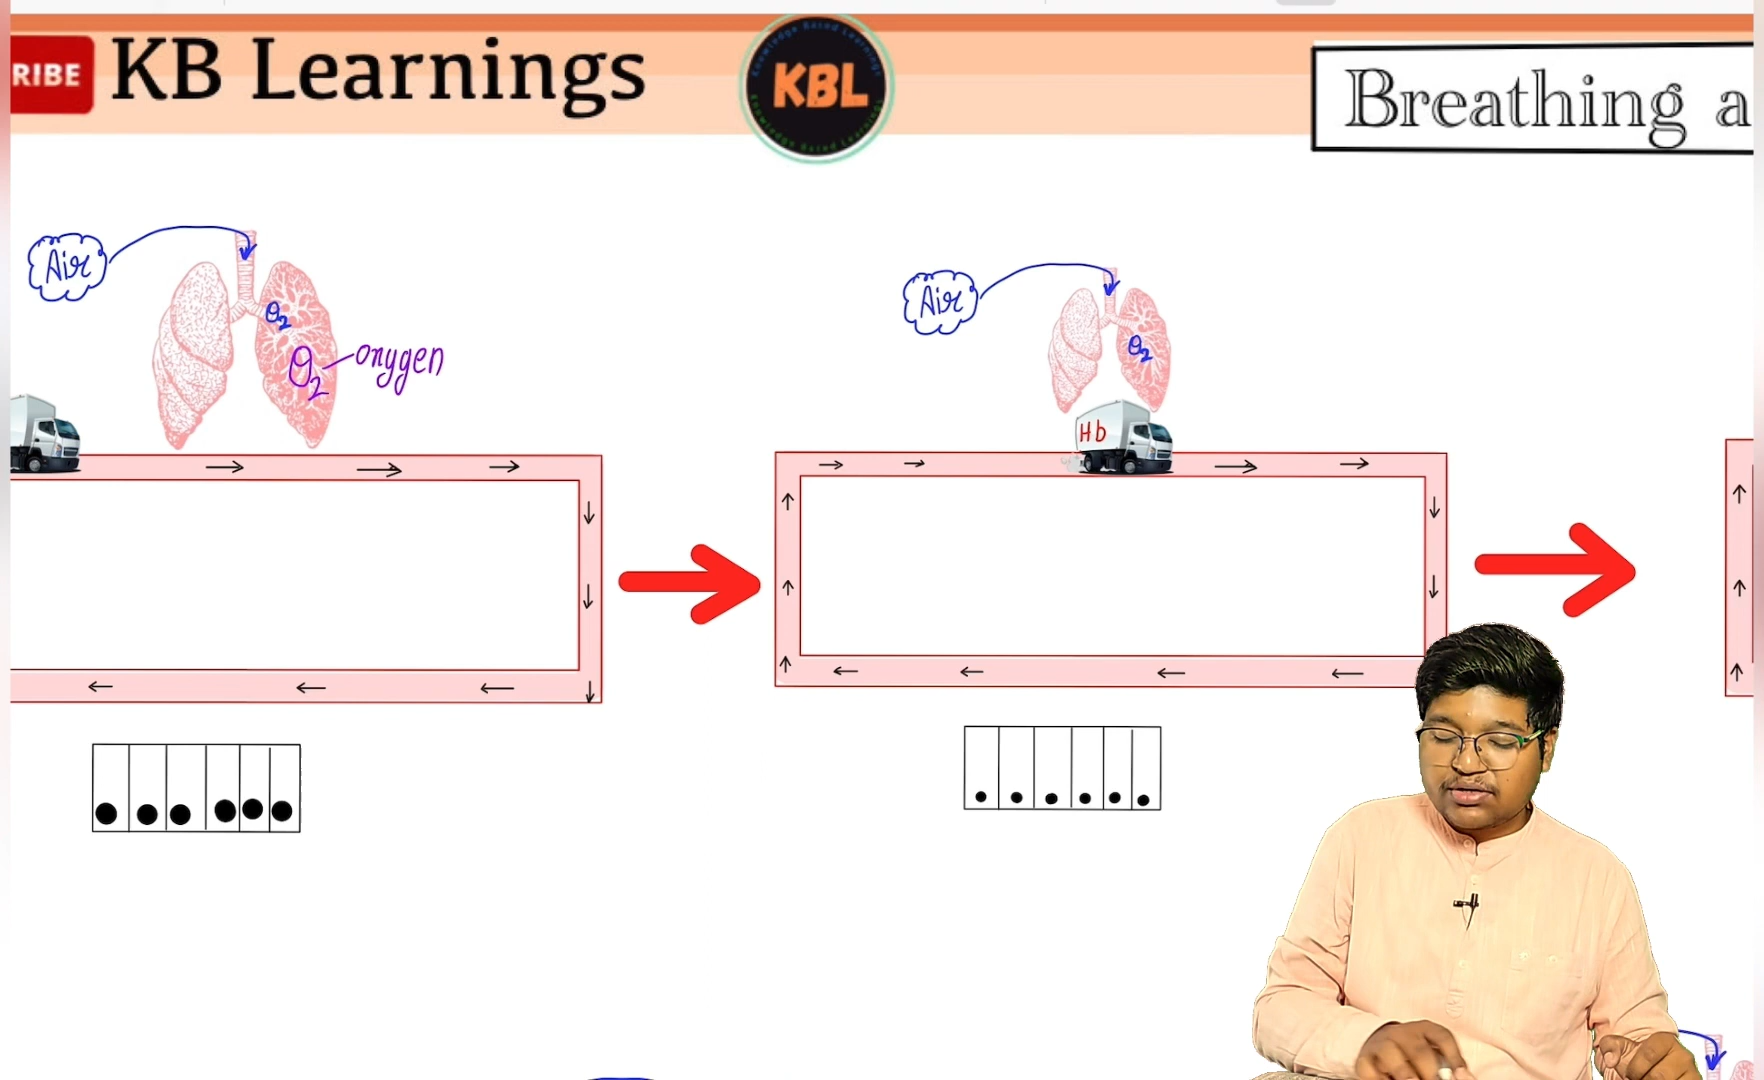 RIBE
KB Learnings
KBL
Breathing a
Air
O2
O2
oxygen
Air
O2
Hb